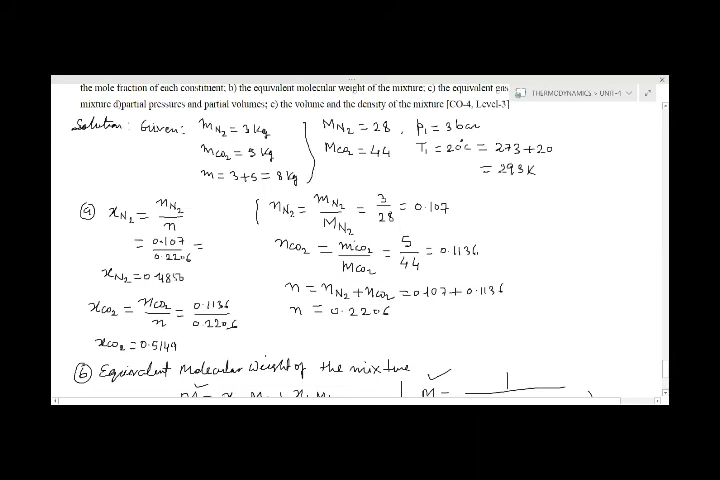 the mole fraction of each constituent; b) the equivalent molecular weight of the mixture; c) the equivalent gas
THERMODYNAMICS > UNIT-4
mixture d)partial pressures and partial volumes; e) the volume and the density of the mixture [CO-4, Level-3]
Solution: Given: m_N2 = 3 kg
m_CO2 = 5 kg
m = 3+5 = 8 kg
M_N2 = 28, P1 = 3 bar
M_CO2 = 44 T1 = 20°C = 273+20
= 293K
(a) x_N2 = n_N2/n
= 0.107/0.2206 =
x_N2 = 0.4850
x_CO2 = n_CO2/n = 0.1136/0.2206
x_CO2 = 0.5149
n_N2 = m_N2/M_N2 = 3/28 = 0.107
n_CO2 = m_CO2/M_CO2 = 5/44 = 0.1136
n = n_N2 + n_CO2 = 0.107 + 0.1136
n = 0.2206
(b) Equivalent Molecular Weight of the mixture